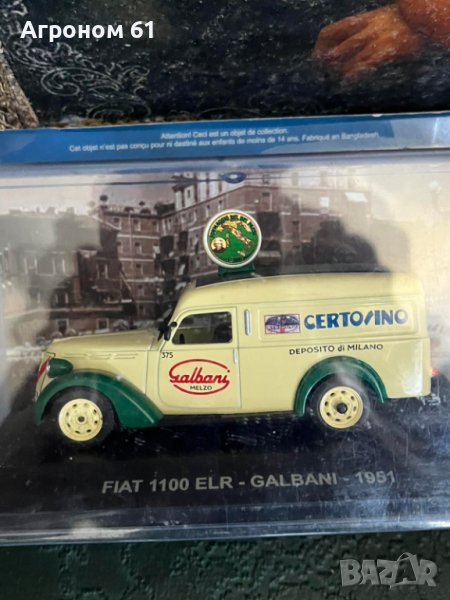 Агроном 61
Attention! Ceci est un objet de collection.
Cet objet n'est pas conçu pour ni destiné aux enfants de moins de 14 ans. Fabriqué en Bangladesh.
CERTOSINO
DEPOSITO di MILANO
375
Galbani
MELZO
FIAT 1100 ELR - GALBANI - 1951
BAZAR